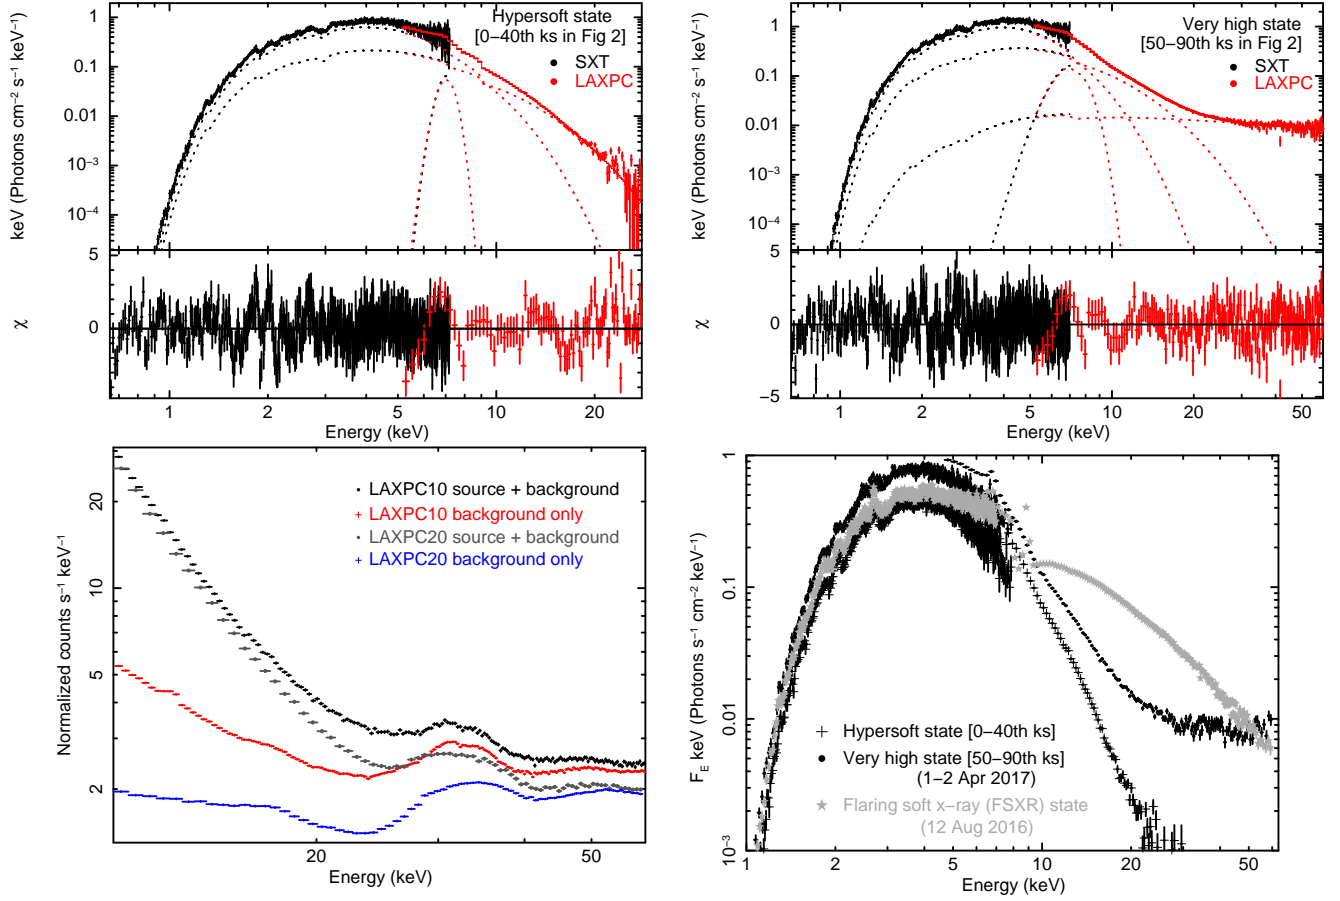 Hypersoft state
[0−40th ks in Fig 2]
SXT
LAXPC
keV (Photons cm−2 s−1 keV−1)
1
0.1
0.01
10−3
10−4
5
0
χ
1
2
5
10
20
Energy (keV)
Very high state
[50−90th ks in Fig 2]
SXT
LAXPC
keV (Photons cm−2 s−1 keV−1)
1
0.1
0.01
10−3
10−4
5
0
−5
χ
1
2
5
10
20
50
Energy (keV)
LAXPC10 source + background
LAXPC10 background only
LAXPC20 source + background
LAXPC20 background only
Normalized counts s−1 keV−1
20
10
5
2
20
50
Energy (keV)
FE keV (Photons s−1 cm−2 keV−1)
1
0.1
0.01
10−3
Hypersoft state [0−40th ks]
Very high state [50−90th ks]
(1−2 Apr 2017)
Flaring soft x−ray (FSXR) state
(12 Aug 2016)
1
2
5
10
20
50
Energy (keV)